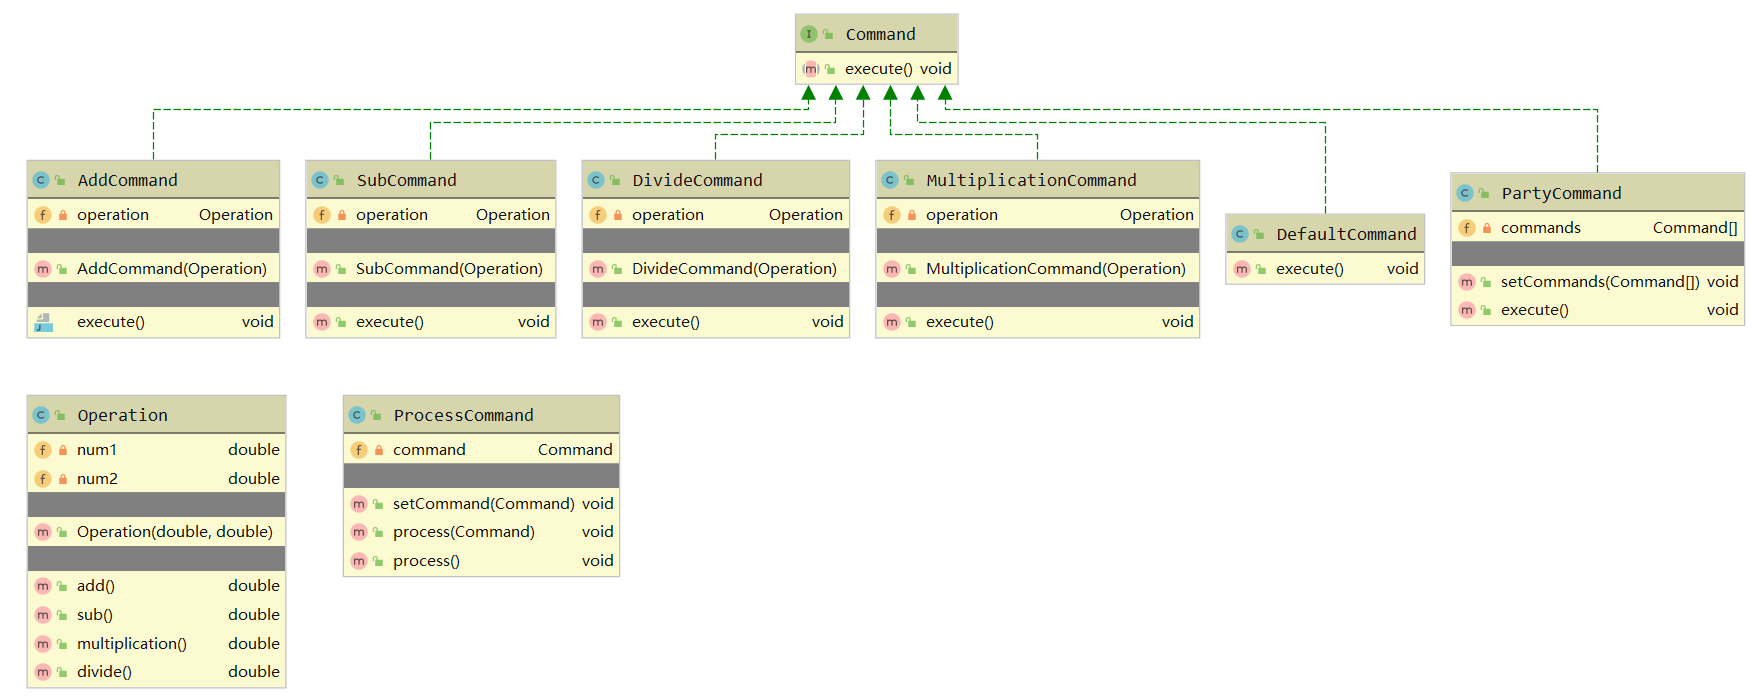 Command
execute() void
AddCommand
operation Operation
AddCommand(Operation)
execute() void
SubCommand
operation Operation
SubCommand(Operation)
execute() void
DivideCommand
operation Operation
DivideCommand(Operation)
execute() void
MultiplicationCommand
operation Operation
MultiplicationCommand(Operation)
execute() void
DefaultCommand
execute() void
PartyCommand
commands Command[]
setCommands(Command[]) void
execute() void
Operation
num1 double
num2 double
Operation(double, double)
add() double
sub() double
multiplication() double
divide() double
ProcessCommand
command Command
setCommand(Command) void
process(Command) void
process() void